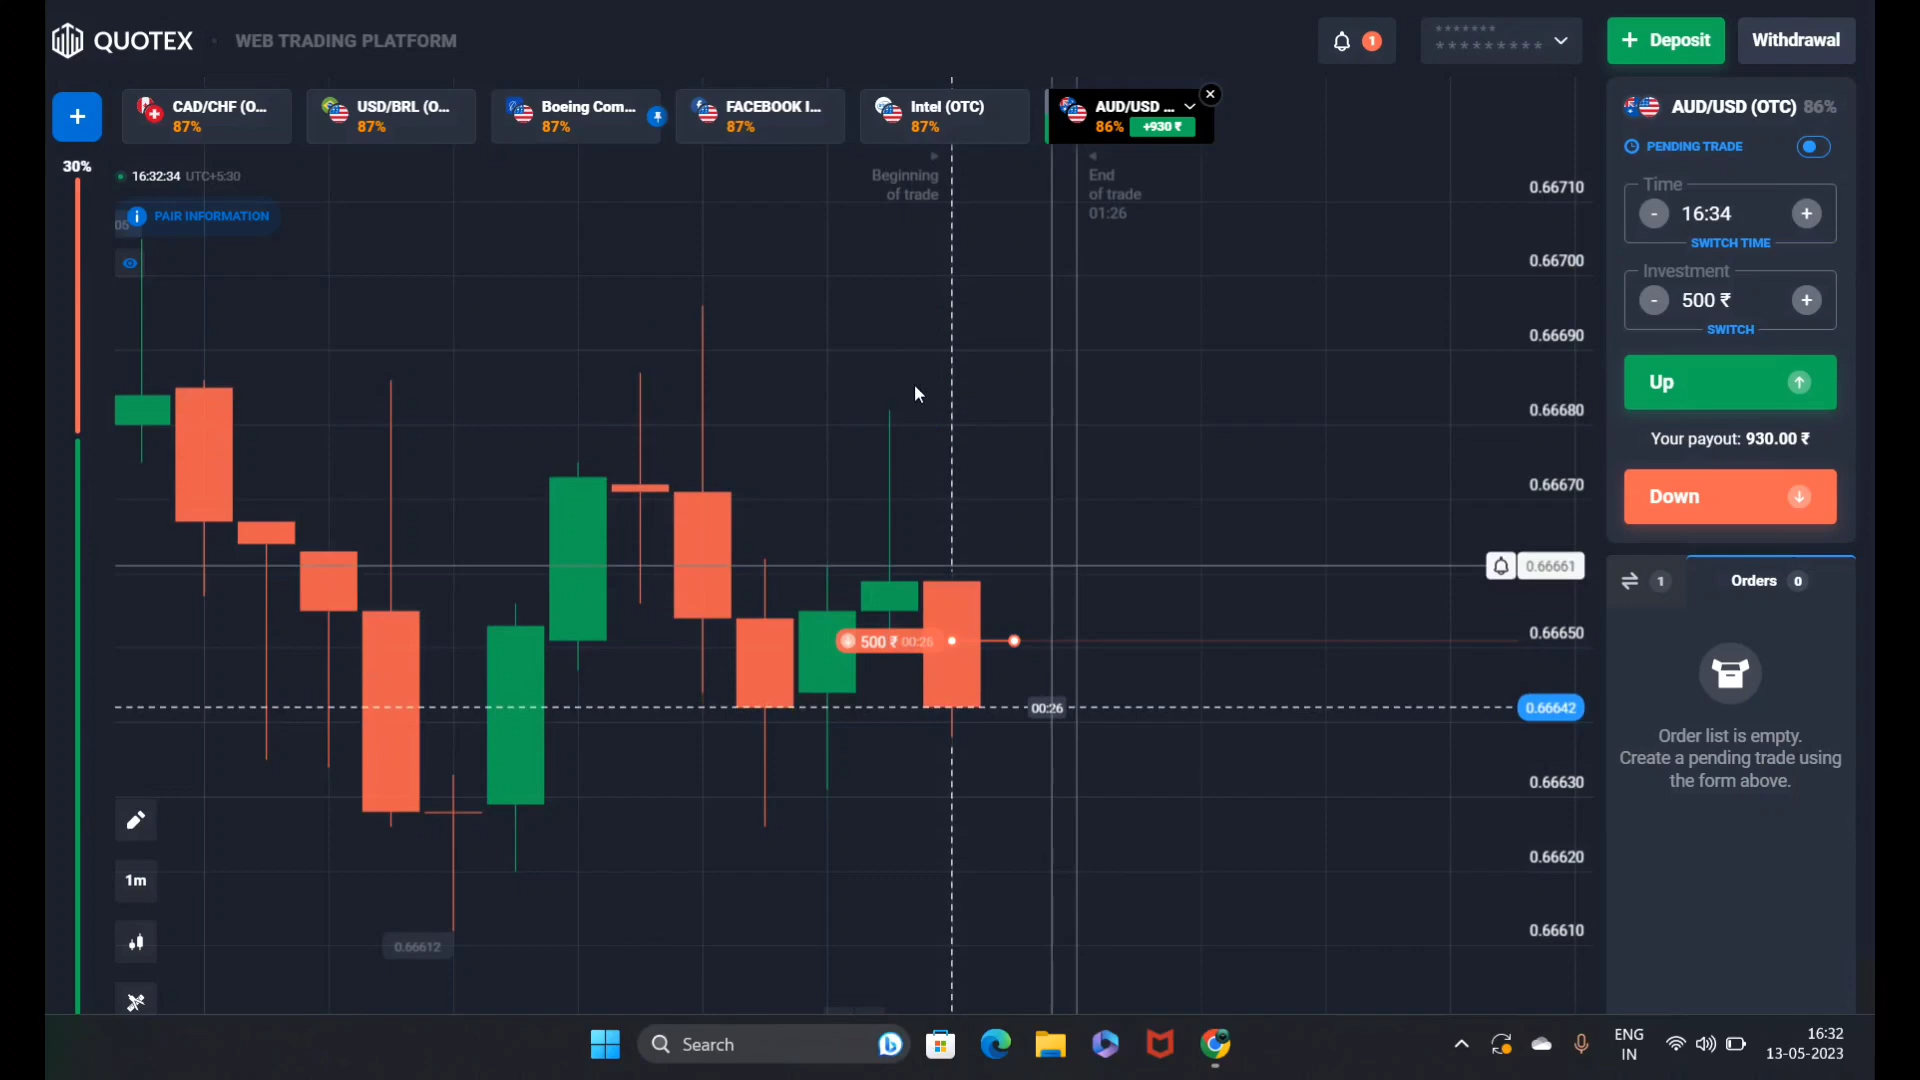 QUOTEX
WEB TRADING PLATFORM
1
*******
*********
+ Deposit
Withdrawal
+
CAD/CHF (O...
87%
USD/BRL (O...
87%
Boeing Com...
87%
FACEBOOK I...
87%
Intel (OTC)
87%
AUD/USD ...
86%
+930 ₹
30%
16:32:34 UTC+5:30
PAIR INFORMATION
05
Beginning
of trade
End
of trade
01:26
0.66710
0.66700
0.66690
0.66680
0.66670
0.66661
0.66650
0.66642
0.66630
0.66620
0.66610
500 ₹ 00:26
00:26
0.66612
1m
AUD/USD (OTC) 86%
PENDING TRADE
Time
- 16:34 +
SWITCH TIME
Investment
- 500 ₹ +
SWITCH
Up
Your payout: 930.00 ₹
Down
1
Orders 0
Order list is empty.
Create a pending trade using
the form above.
Search
ENG
IN
16:32
13-05-2023